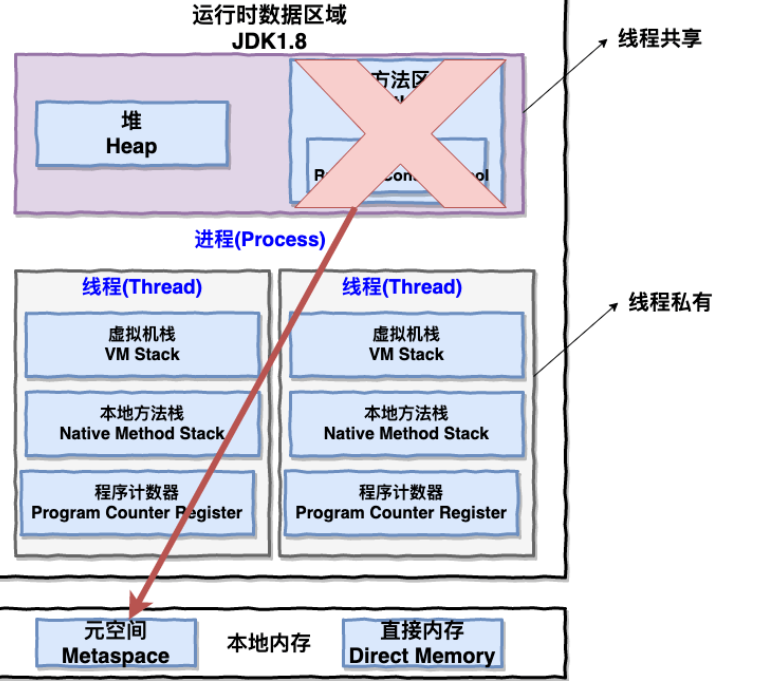 运行时数据区域
JDK1.8
线程共享
方法区
堆
Heap
进程(Process)
线程(Thread)
虚拟机栈
VM Stack
本地方法栈
Native Method Stack
程序计数器
Program Counter Register
线程(Thread)
虚拟机栈
VM Stack
本地方法栈
Native Method Stack
程序计数器
Program Counter Register
线程私有
元空间
Metaspace
本地内存
直接内存
Direct Memory